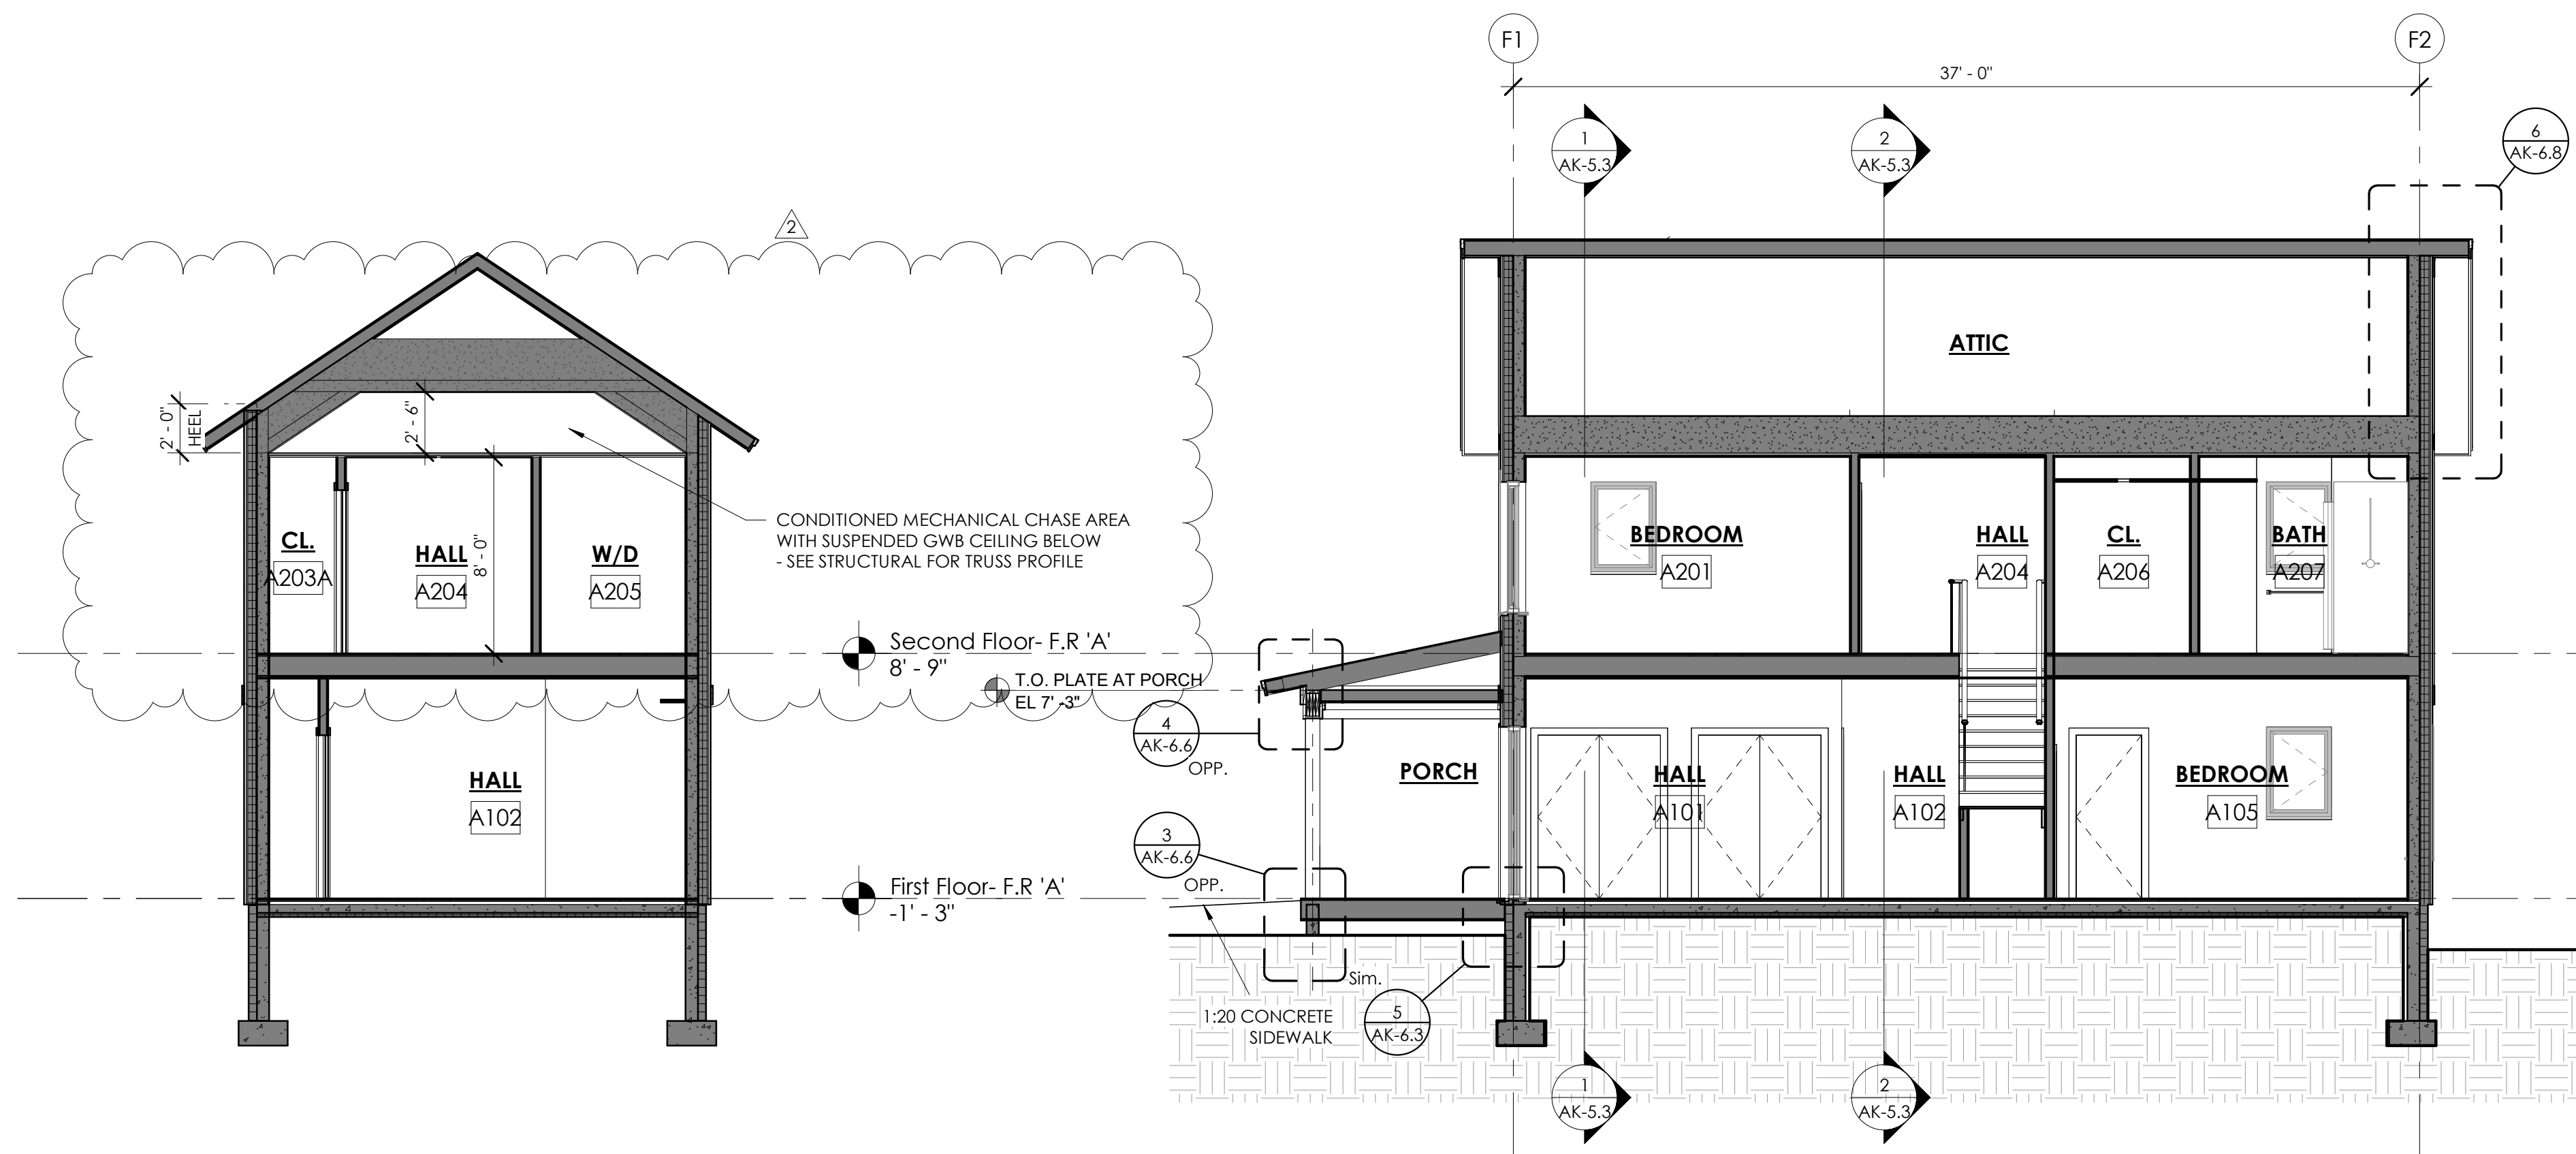 F1
F2
37' - 0"
1
AK-5.3
2
AK-5.3
6
AK-6.8
2
ATTIC
2' - 0"
HEEL
2' - 6"
8' - 0"
CONDITIONED MECHANICAL CHASE AREA
WITH SUSPENDED GWB CEILING BELOW
- SEE STRUCTURAL FOR TRUSS PROFILE
CL.
A203A
HALL
A204
W/D
A205
BEDROOM
A201
HALL
A204
CL.
A206
BATH
A207
Second Floor- F.R 'A'
8' - 9"
T.O. PLATE AT PORCH
EL 7' -3"
4
AK-6.6
OPP.
HALL
A102
PORCH
HALL
A101
HALL
A102
BEDROOM
A105
3
AK-6.6
OPP.
First Floor- F.R 'A'
-1' - 3"
Sim.
5
AK-6.3
1:20 CONCRETE
SIDEWALK
1
AK-5.3
2
AK-5.3